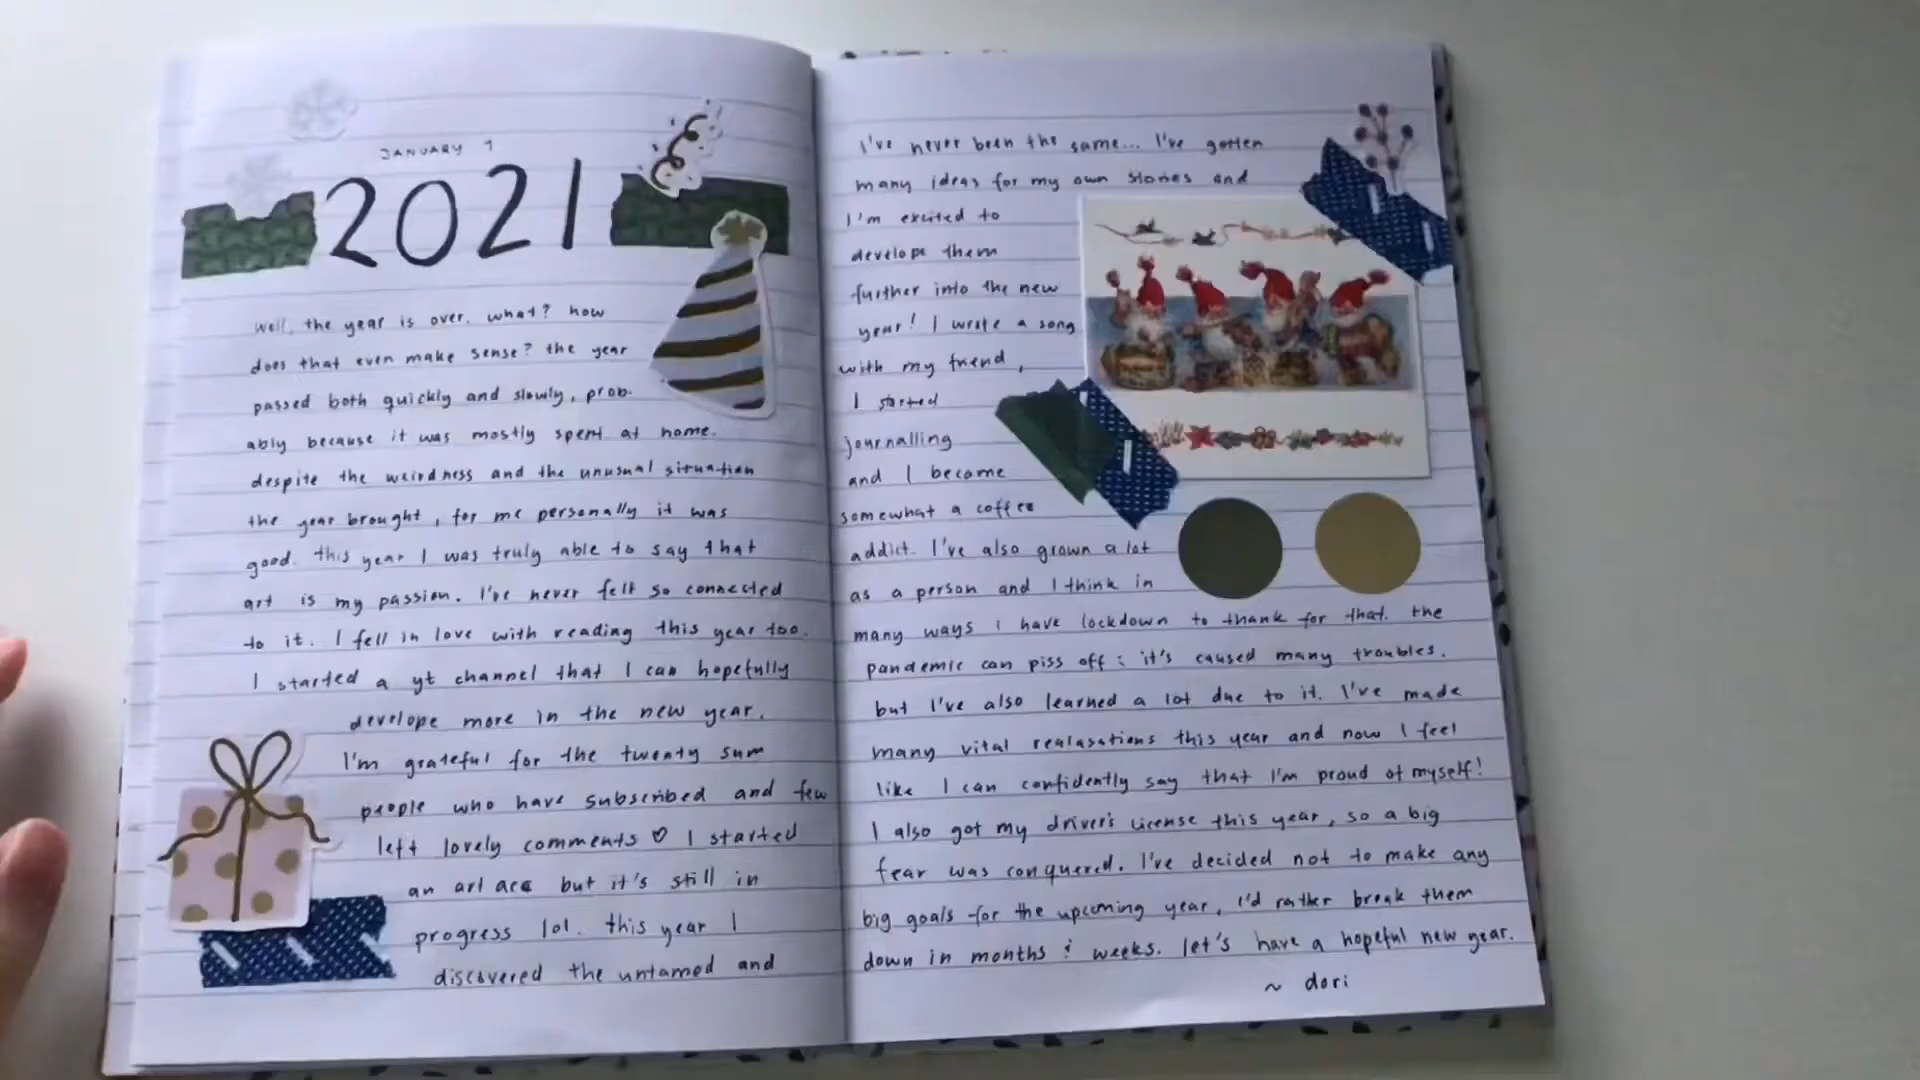 JANUARY 1
2021
well, the year is over. what? how
does that even make sense? the year
passed both quickly and slowly, prob.
ably because it was mostly spent at home.
despite the weirdness and the unusual situation
the year brought, for me personally it was
good. this year I was truly able to say that
art is my passion. I've never felt so connected
to it. I fell in love with reading this year too.
I started a yt channel that I can hopefully
develope more in the new year.
I'm grateful for the twenty sum
people who have subscribed and few
left lovely comments ♡ I started
an art acc but it's still in
progress lol. this year I
discovered the untamed and
I've never been the same... I've gotten
many ideas for my own stories and
I'm excited to
develope them
further into the new
year! I wrote a song
with my friend,
I started
journalling
and I became
somewhat a coffee
addict. I've also grown a lot
as a person and I think in
many ways I have lockdown to thank for that. the
pandemic can piss off : it's caused many troubles.
but I've also learned a lot due to it. I've made
many vital realasations this year and now I feel
like I can confidently say that I'm proud of myself!
I also got my driver's license this year, so a big
fear was conquered. I've decided not to make any
big goals for the upcoming year, I'd rather break them
down in months & weeks. let's have a hopeful new year.
~ dori